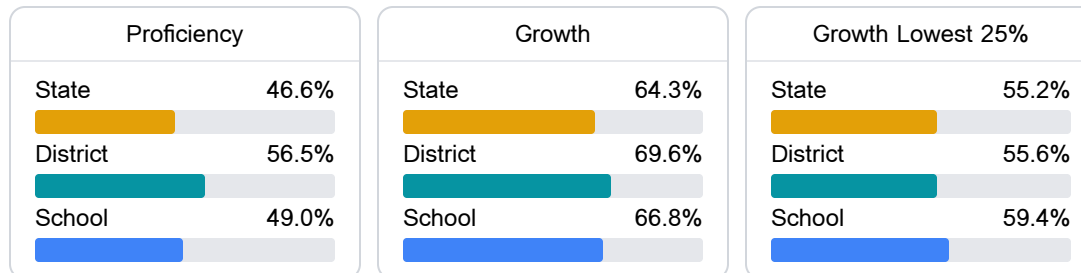 Proficiency
State 46.6%
District 56.5%
School 49.0%
Growth
State 64.3%
District 69.6%
School 66.8%
Growth Lowest 25%
State 55.2%
District 55.6%
School 59.4%